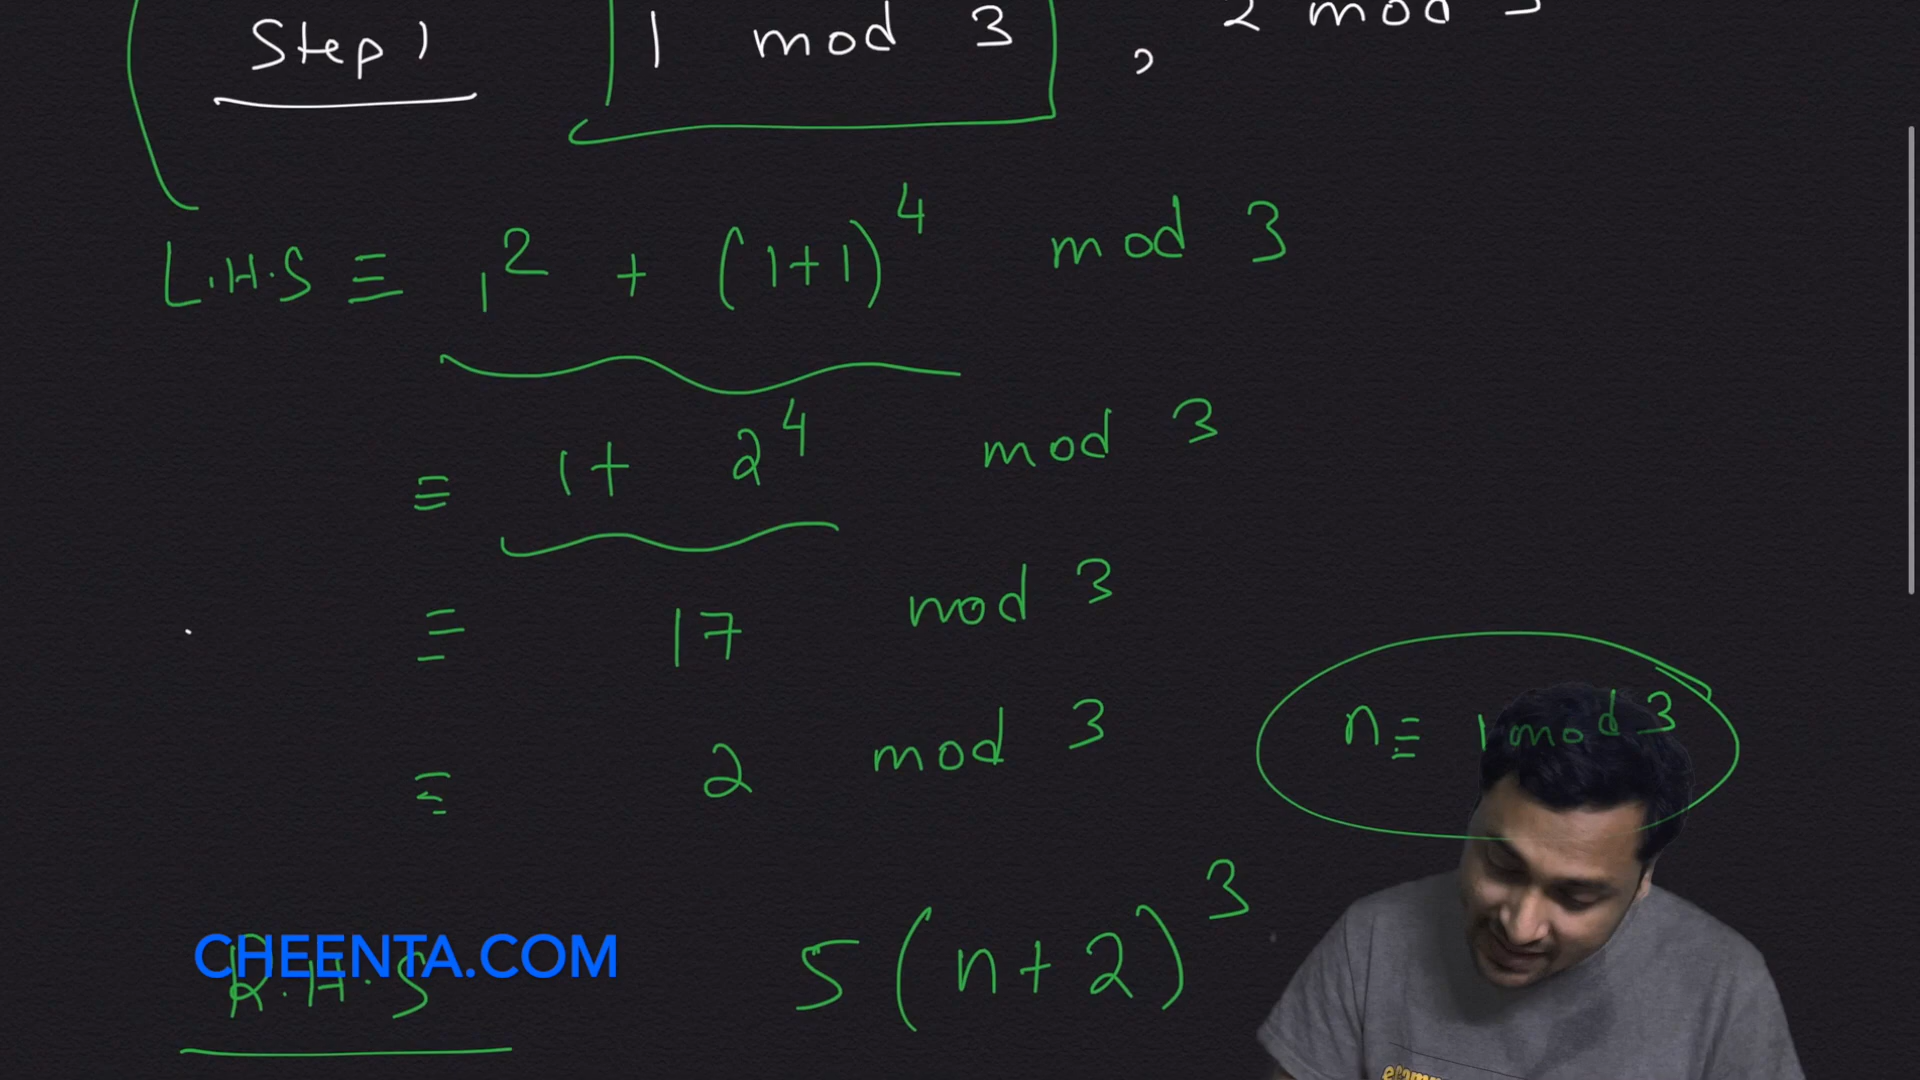 Step 1 1 mod 3 , 2 mod 3
L.H.S ≡ 1² + (1+1)⁴ mod 3
≡ 1 + 2⁴ mod 3
≡ 17 mod 3
≡ 2 mod 3
n ≡ 1 mod 3
R.H.S 5(n+2)³
CHEENTA.COM